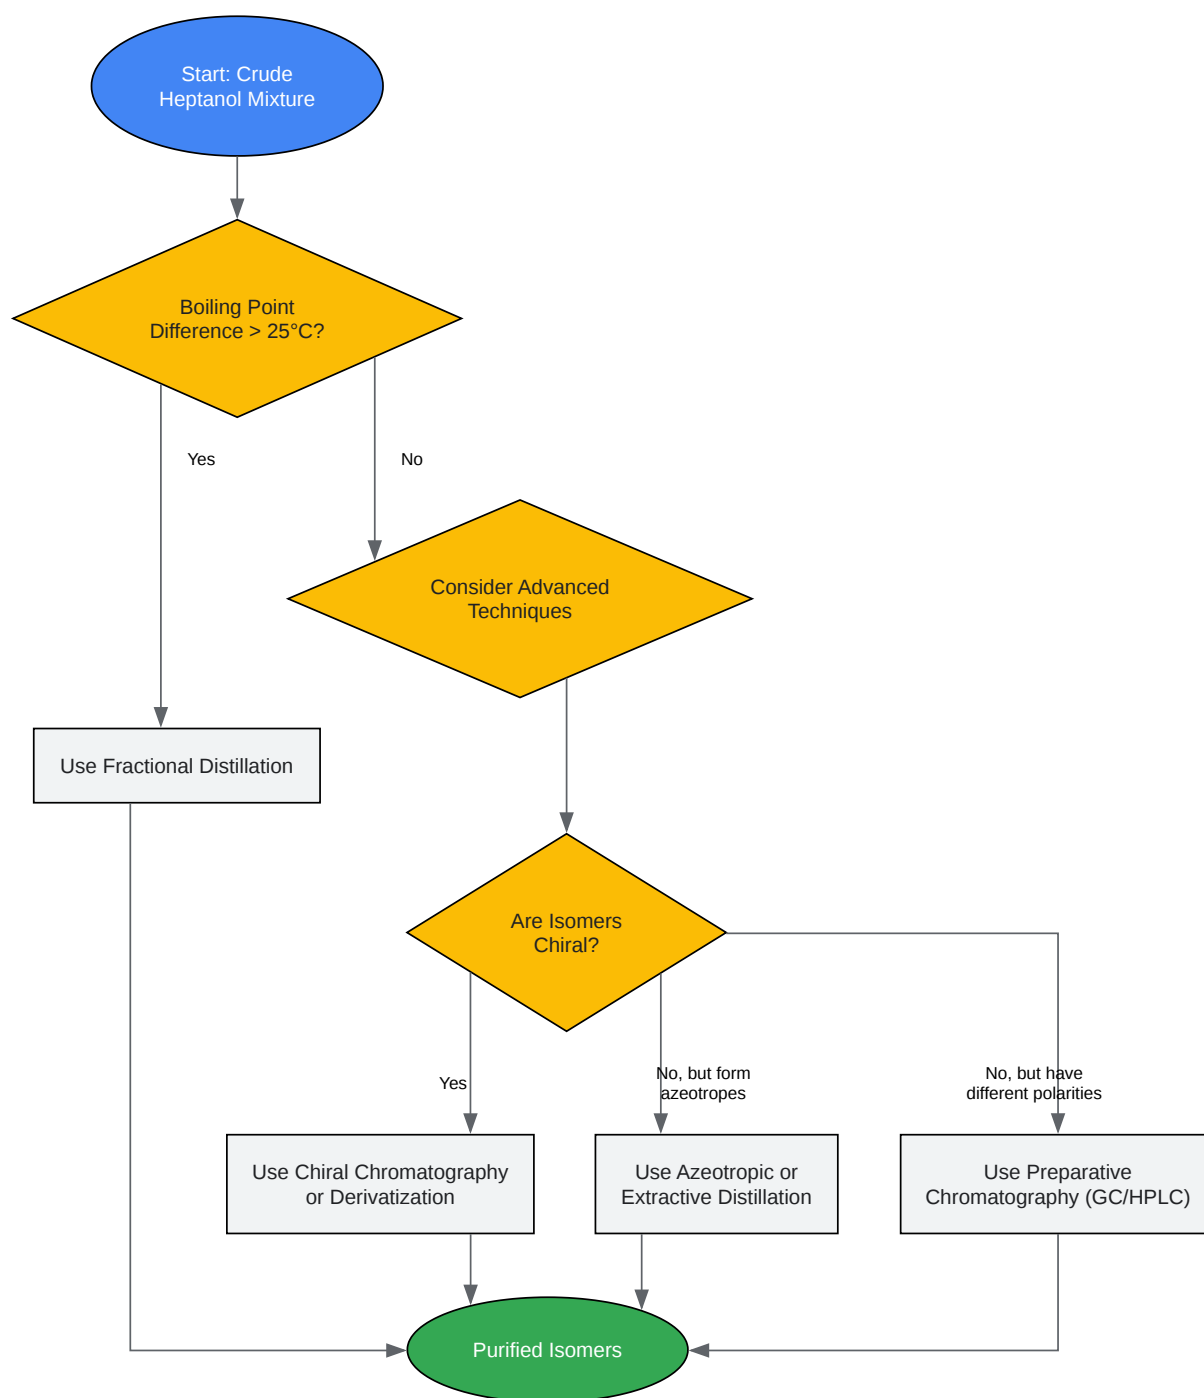 Start: Crude
Heptanol Mixture
Boiling Point
Difference > 25°C?
Yes
No
Consider Advanced
Techniques
Use Fractional Distillation
Are Isomers
Chiral?
Yes
No, but form
azeotropes
No, but have
different polarities
Use Chiral Chromatography
or Derivatization
Use Azeotropic or
Extractive Distillation
Use Preparative
Chromatography (GC/HPLC)
Purified Isomers